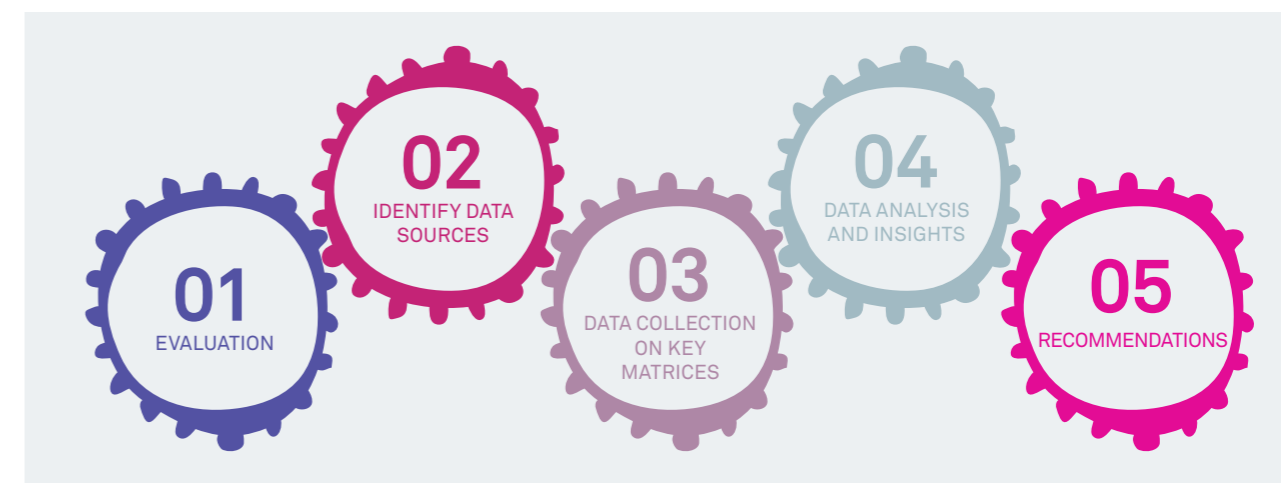 01
EVALUATION
02
IDENTIFY DATA
SOURCES
03
DATA COLLECTION
ON KEY
MATRICES
04
DATA ANALYSIS
AND INSIGHTS
05
RECOMMENDATIONS